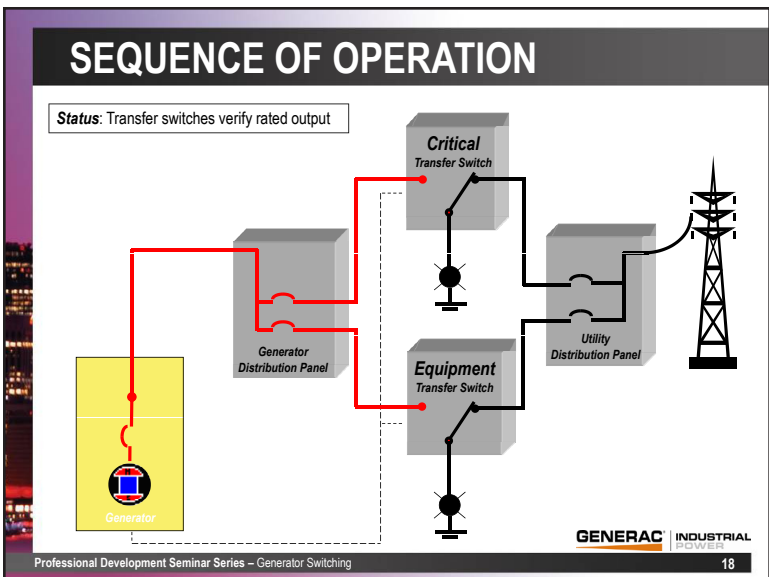 SEQUENCE OF OPERATION
Status: Transfer switches verify rated output
Critical
Transfer Switch
Generator
Distribution Panel
Utility
Distribution Panel
Equipment
Transfer Switch
Generator
GENERAC INDUSTRIAL
POWER
Professional Development Seminar Series – Generator Switching
18